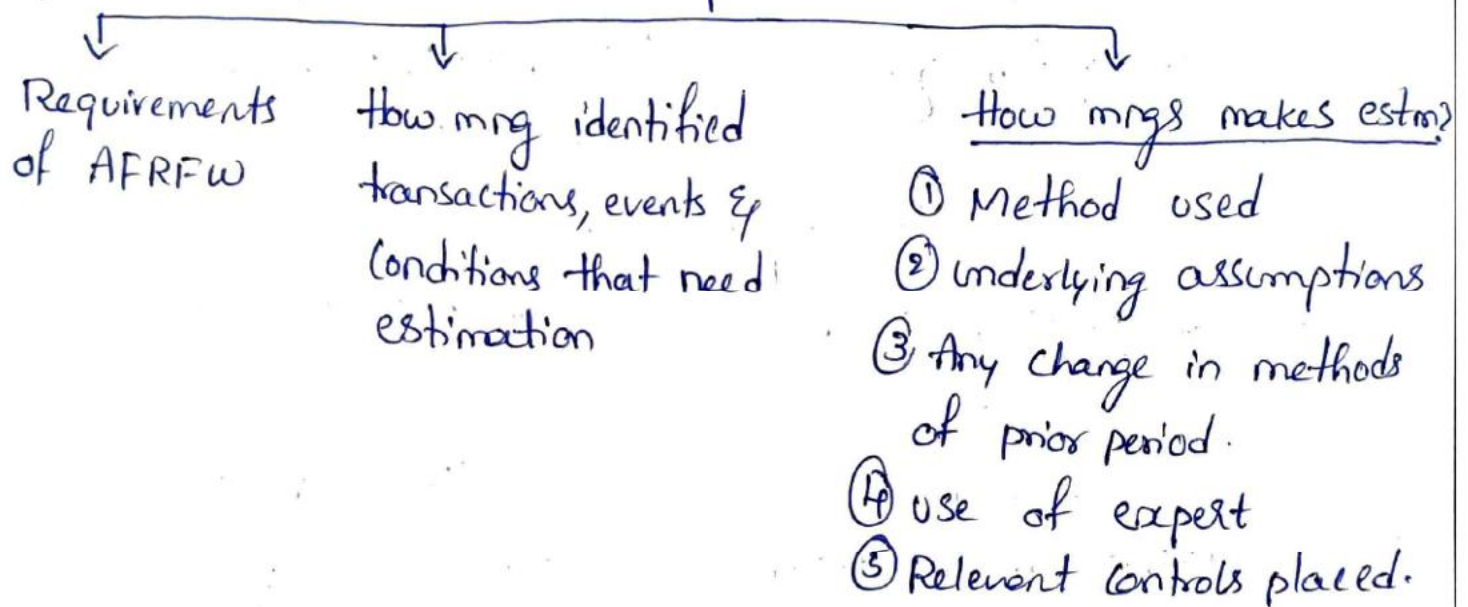 Requirements
of AFRFW
How mng identified
transactions, events &
Conditions that need
estimation
How mngs makes estm?
① Method used
② underlying assumptions
③ Any change in methods
of prior period.
④ use of expert
⑤ Relevant Controls placed.